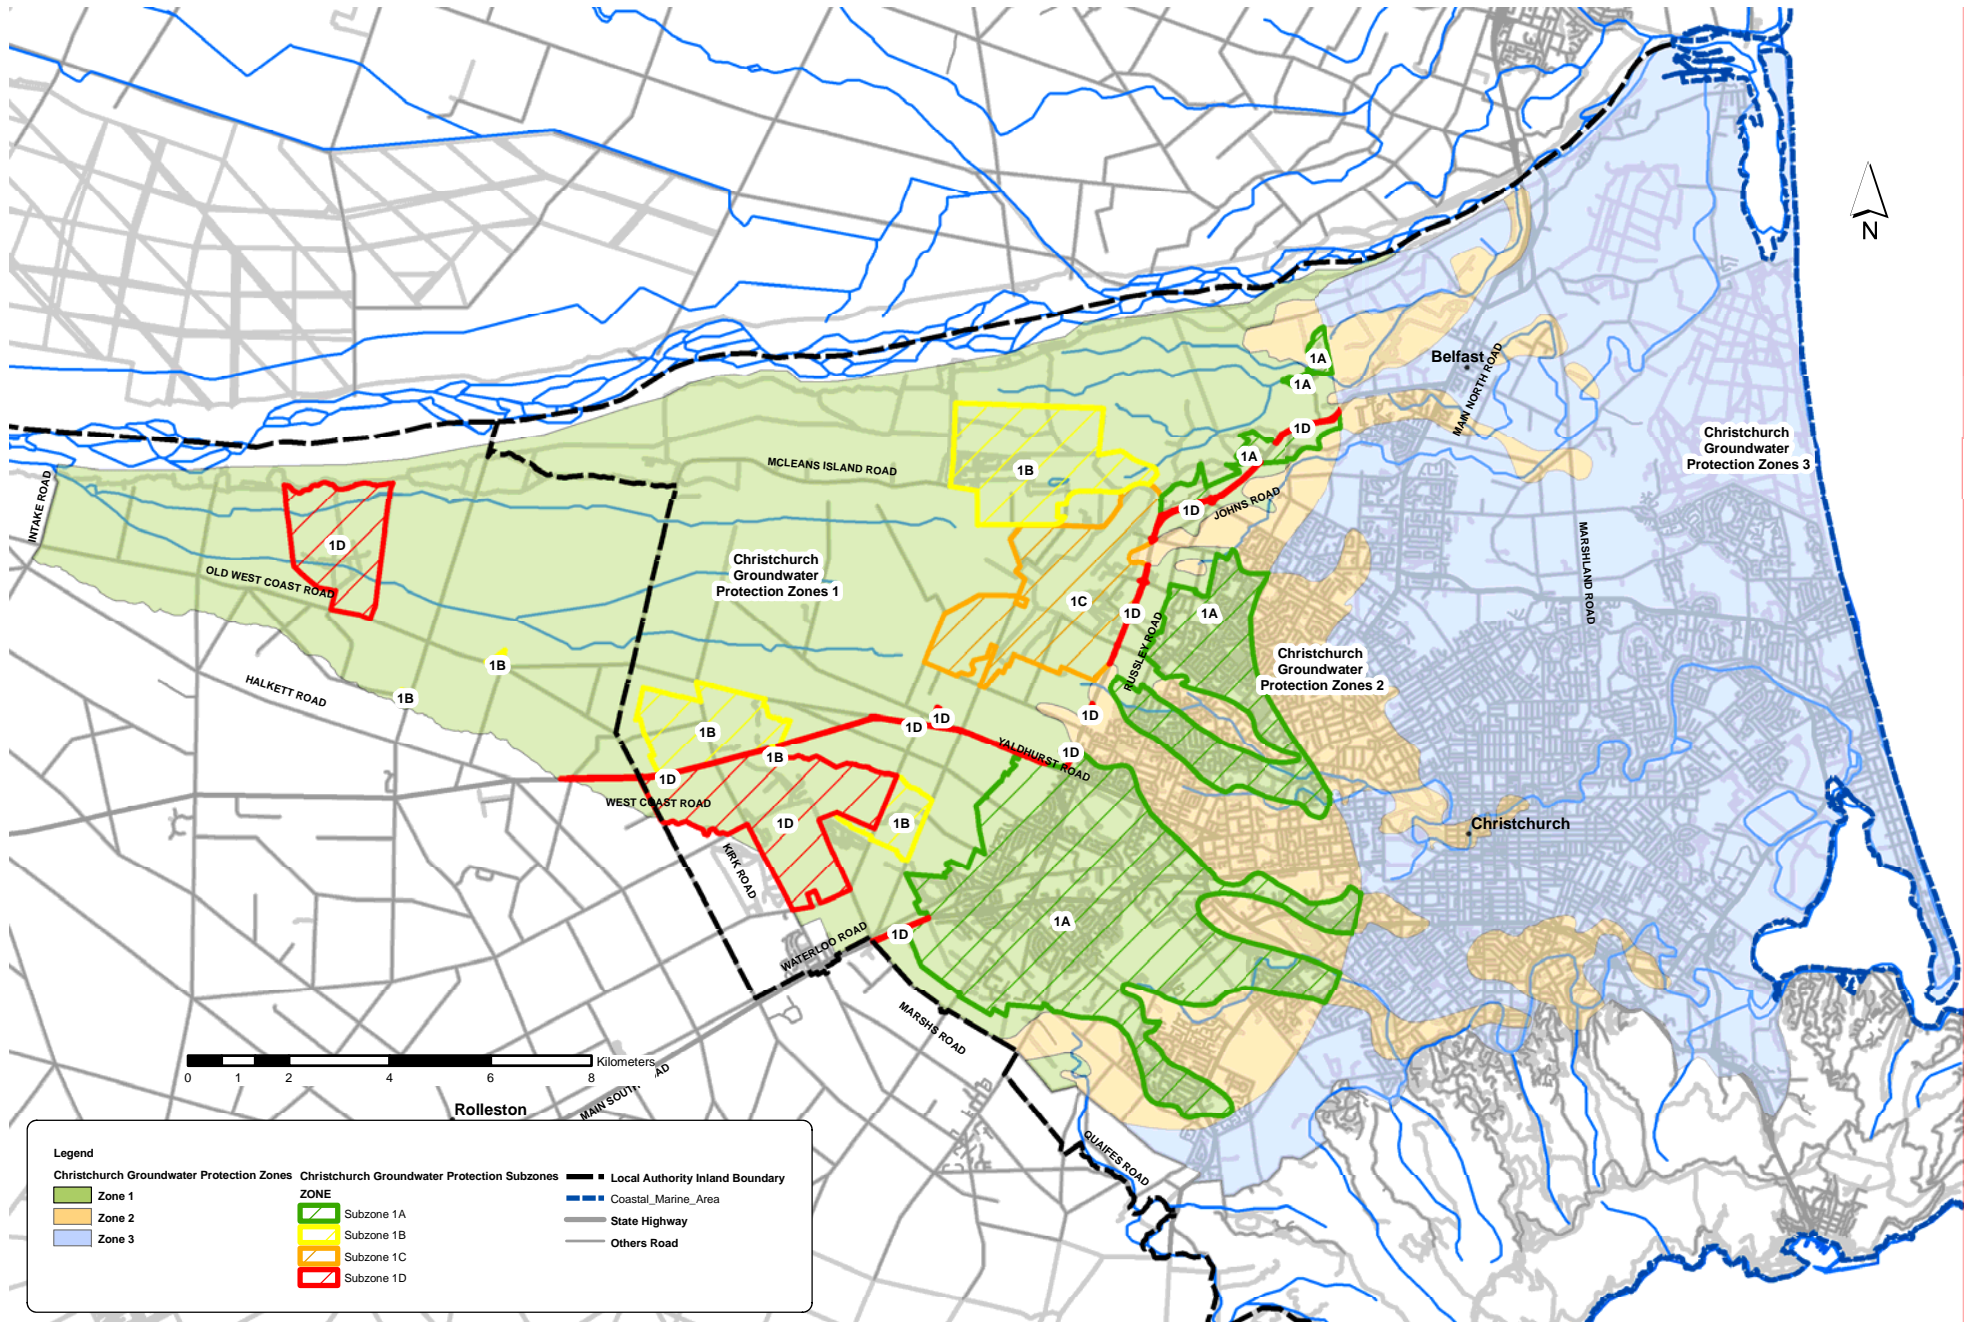 N
Belfast
MAIN NORTH ROAD
1A
1A
1D
1A
1D
JOHNS ROAD
Christchurch
Groundwater
Protection Zones 3
MCLEANS ISLAND ROAD
1B
INTAKE ROAD
1D
OLD WEST COAST ROAD
Christchurch
Groundwater
Protection Zones 1
1C
1D
1A
RUSSLEY ROAD
MARSHLAND ROAD
Christchurch
Groundwater
Protection Zones 2
1B
1B
HALKETT ROAD
1B
1D
1D
1D
1D
YALDHURST ROAD
1B
1D
WEST COAST ROAD
1D
1B
Christchurch
KIRK ROAD
1A
1D
WATERLOO ROAD
MARSHS ROAD
QUAIFES ROAD
Kilometers
0 1 2 4 6 8
Rolleston
Legend
Christchurch Groundwater Protection Zones
Zone 1
Zone 2
Zone 3
Christchurch Groundwater Protection Subzones
ZONE
Subzone 1A
Subzone 1B
Subzone 1C
Subzone 1D
Local Authority Inland Boundary
Coastal_Marine_Area
State Highway
Others Road